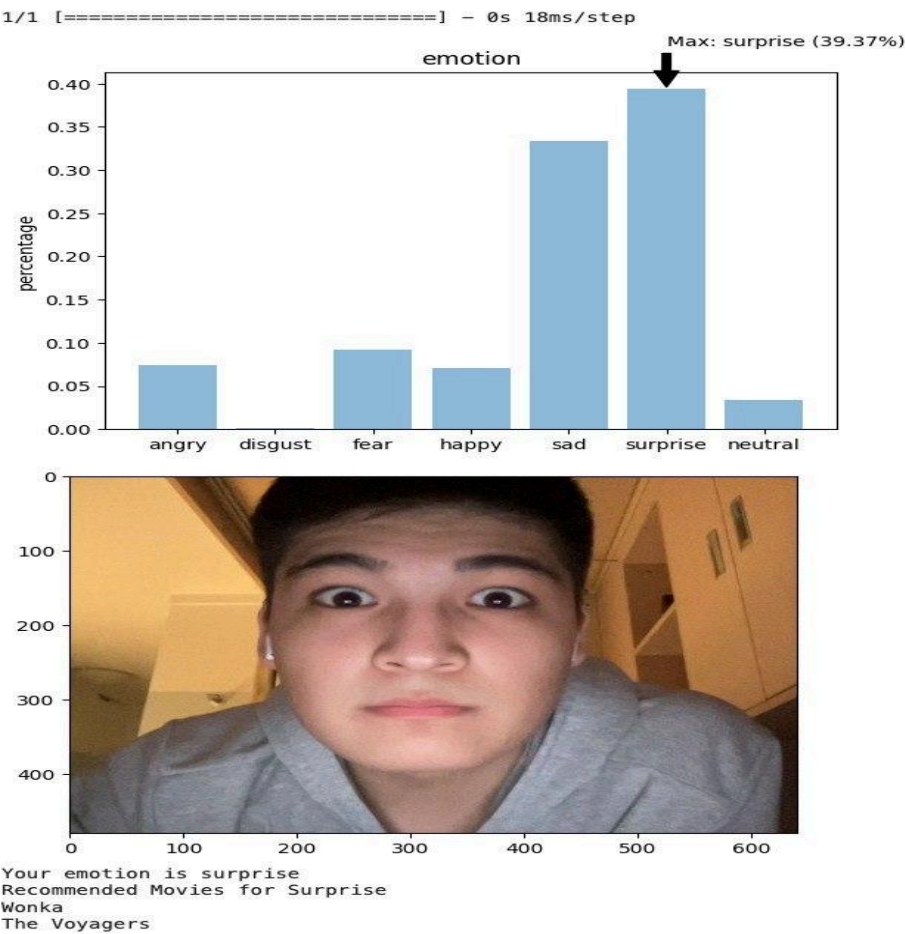 1/1 [==============================] - 0s 18ms/step
Max: surprise (39.37%)
emotion
percentage
0.40
0.35
0.30
0.25
0.20
0.15
0.10
0.05
0.00
angry disgust fear happy sad surprise neutral
0
100
200
300
400
0 100 200 300 400 500 600
Your emotion is surprise
Recommended Movies for Surprise
Wonka
The Voyagers